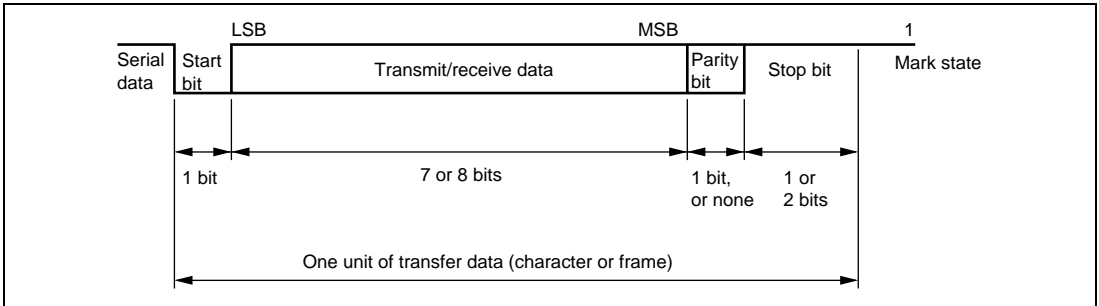 LSB
MSB
1
Serial
data
Start
bit
Transmit/receive data
Parity
bit
Stop bit
Mark state
1 bit
7 or 8 bits
1 bit,
or none
1 or
2 bits
One unit of transfer data (character or frame)